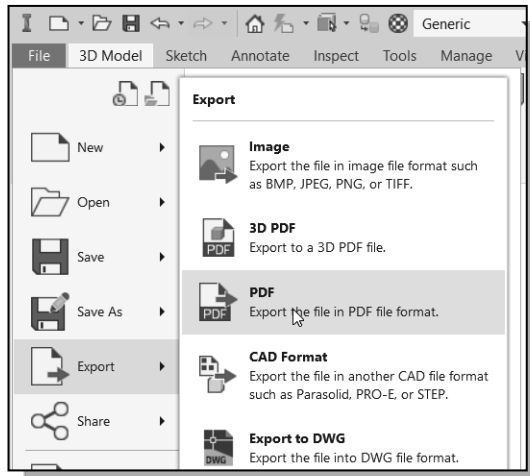 I
Generic
File 3D Model Sketch Annotate Inspect Tools Manage
Export
New
Open
Save
Save As
Export
Share
Image
Export the file in image file format such
as BMP, JPEG, PNG, or TIFF.
PDF
3D PDF
Export to a 3D PDF file.
PDF
PDF
Export the file in PDF file format.
CAD Format
Export the file in another CAD file format
such as Parasolid, PRO-E, or STEP.
DWG
Export to DWG
Export the file into DWG file format.